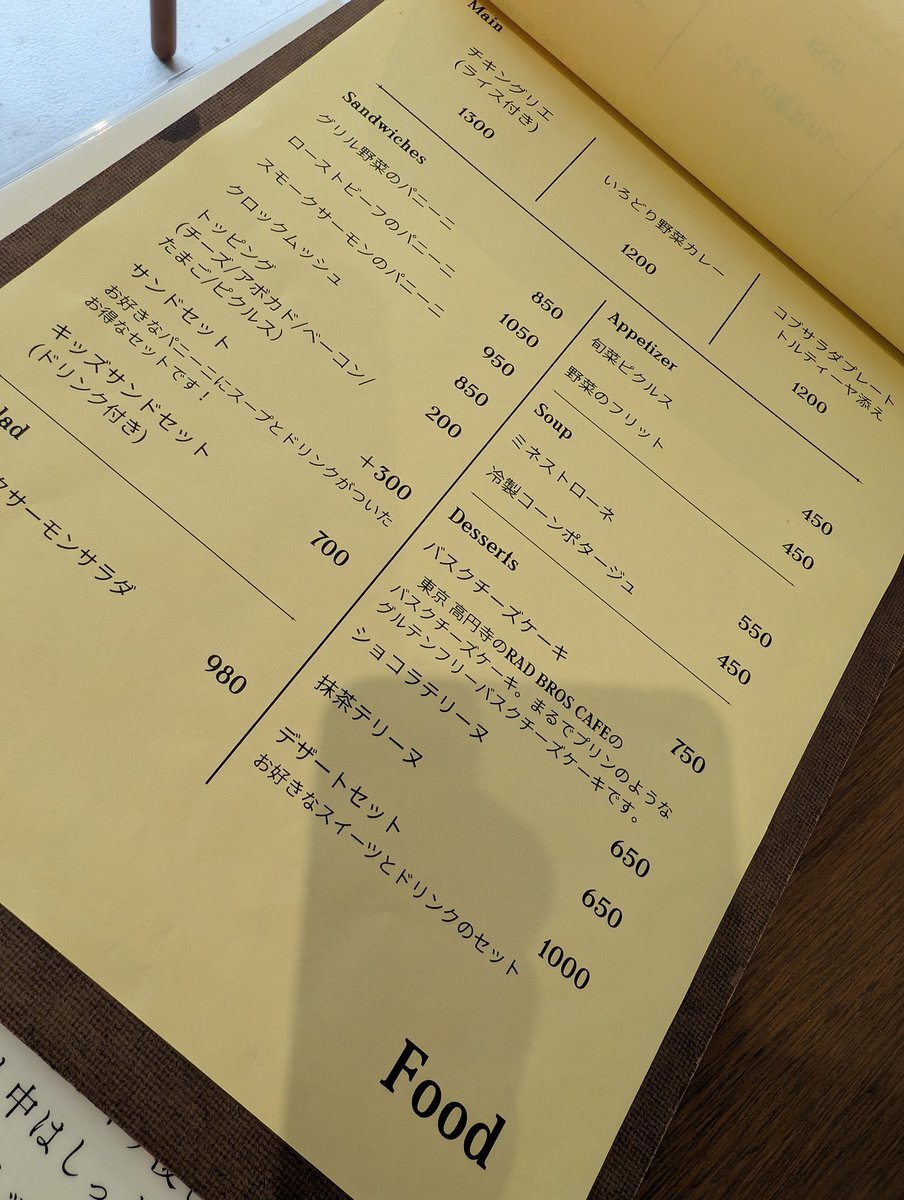 Main
チキングリエ
(ライス付き)
1300
いろどり野菜カレー
1200
コブサラダプレート
トルティーヤ添え
1200
Sandwiches
グリル野菜のパニーニ 850
ローストビーフのパニーニ 1050
スモークサーモンのパニーニ 950
クロックムッシュ 850
トッピング 200
(チーズ/アボカド/ベーコン/
たまご/ピクルス)
サンドセット +300
お好きなパニーニにスープとドリンクがついた
お得なセットです!
キッズサンドセット 700
(ドリンク付き)
lad
クサーモンサラダ 980
Appetizer
旬菜ピクルス 450
野菜のフリット 450
Soup
ミネストローネ 550
冷製コーンポタージュ 450
Desserts
バスクチーズケーキ 750
東京 高円寺のRAD BROS CAFEの
バスクチーズケーキ。まるでプリンのような
グルテンフリーバスクチーズケーキです。
ショコラテリーヌ 650
抹茶テリーヌ 650
デザートセット 1000
お好きなスイーツとドリンクのセット
Food
中はしっ